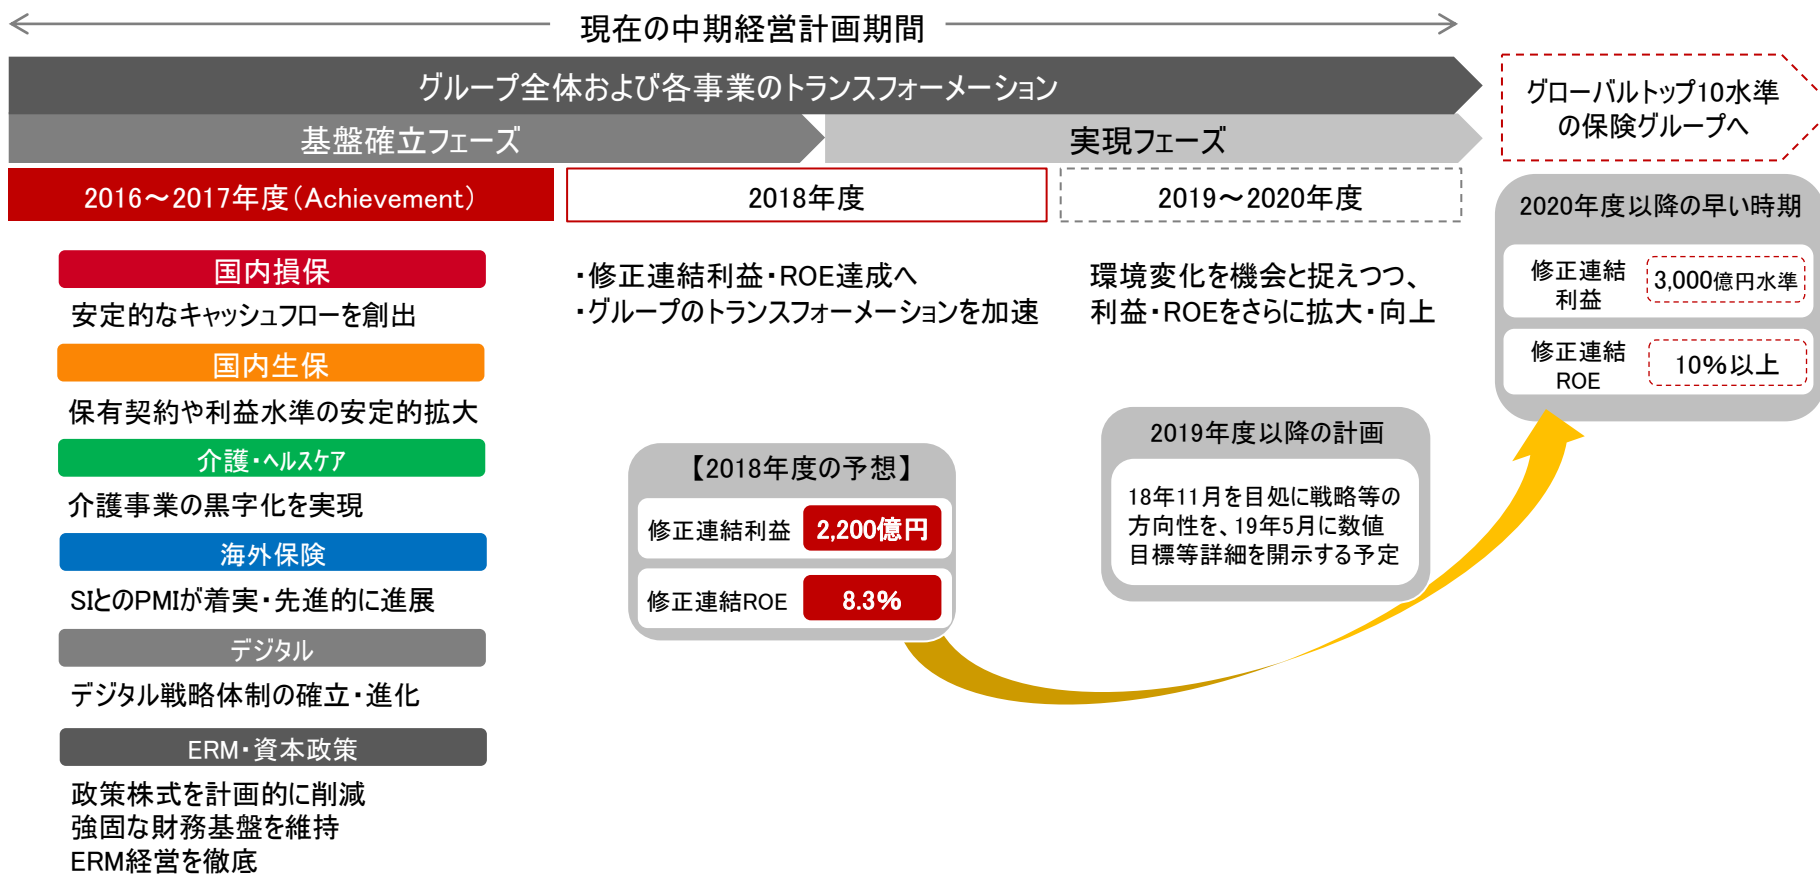 現在の中期経営計画期間
グループ全体および各事業のトランスフォーメーション
基盤確立フェーズ
実現フェーズ
グローバルトップ10水準
の保険グループへ
2016～2017年度（Achievement）
2018年度
2019～2020年度
国内損保
安定的なキャッシュフローを創出
国内生保
保有契約や利益水準の安定的拡大
介護・ヘルスケア
介護事業の黒字化を実現
海外保険
SIとのPMIが着実・先進的に進展
デジタル
デジタル戦略体制の確立・進化
ERM・資本政策
政策株式を計画的に削減
強固な財務基盤を維持
ERM経営を徹底
・修正連結利益・ROE達成へ
・グループのトランスフォーメーションを加速
【2018年度の予想】
修正連結利益
2,200億円
修正連結ROE
8.3%
環境変化を機会と捉えつつ、
利益・ROEをさらに拡大・向上
2019年度以降の計画
18年11月を目処に戦略等の
方向性を、19年5月に数値
目標等詳細を開示する予定
2020年度以降の早い時期
修正連結
利益
3,000億円水準
修正連結
ROE
10%以上